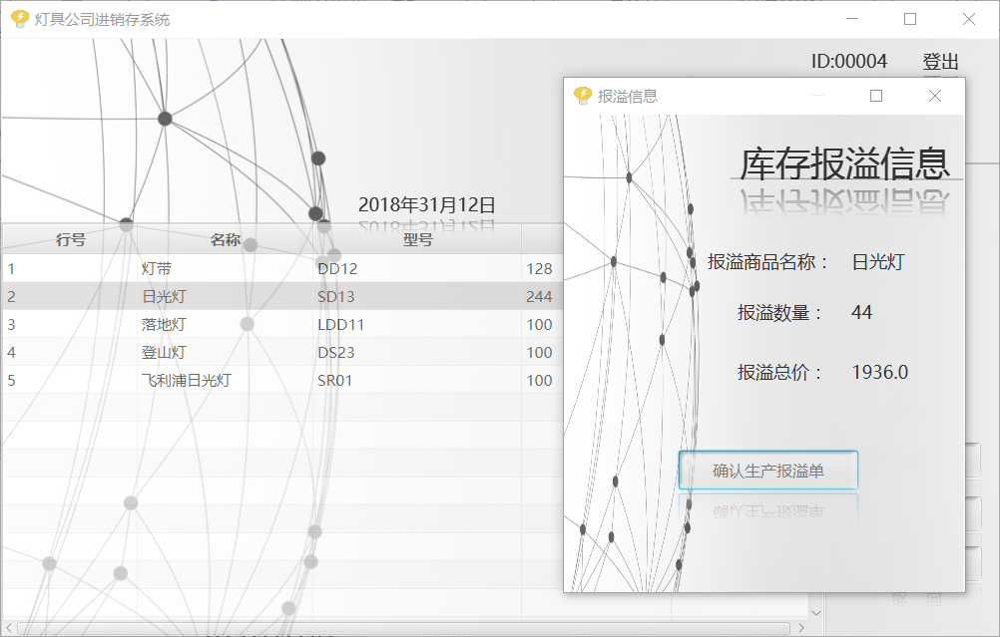 灯具公司进销存系统
ID:00004 登出
2018年31月12日
行号 名称 型号
1 灯带 DD12 128
2 日光灯 SD13 244
3 落地灯 LDD11 100
4 登山灯 DS23 100
5 飞利浦日光灯 SR01 100
报溢信息
库存报溢信息
报溢商品名称： 日光灯
报溢数量： 44
报溢总价： 1936.0
确认生产报溢单